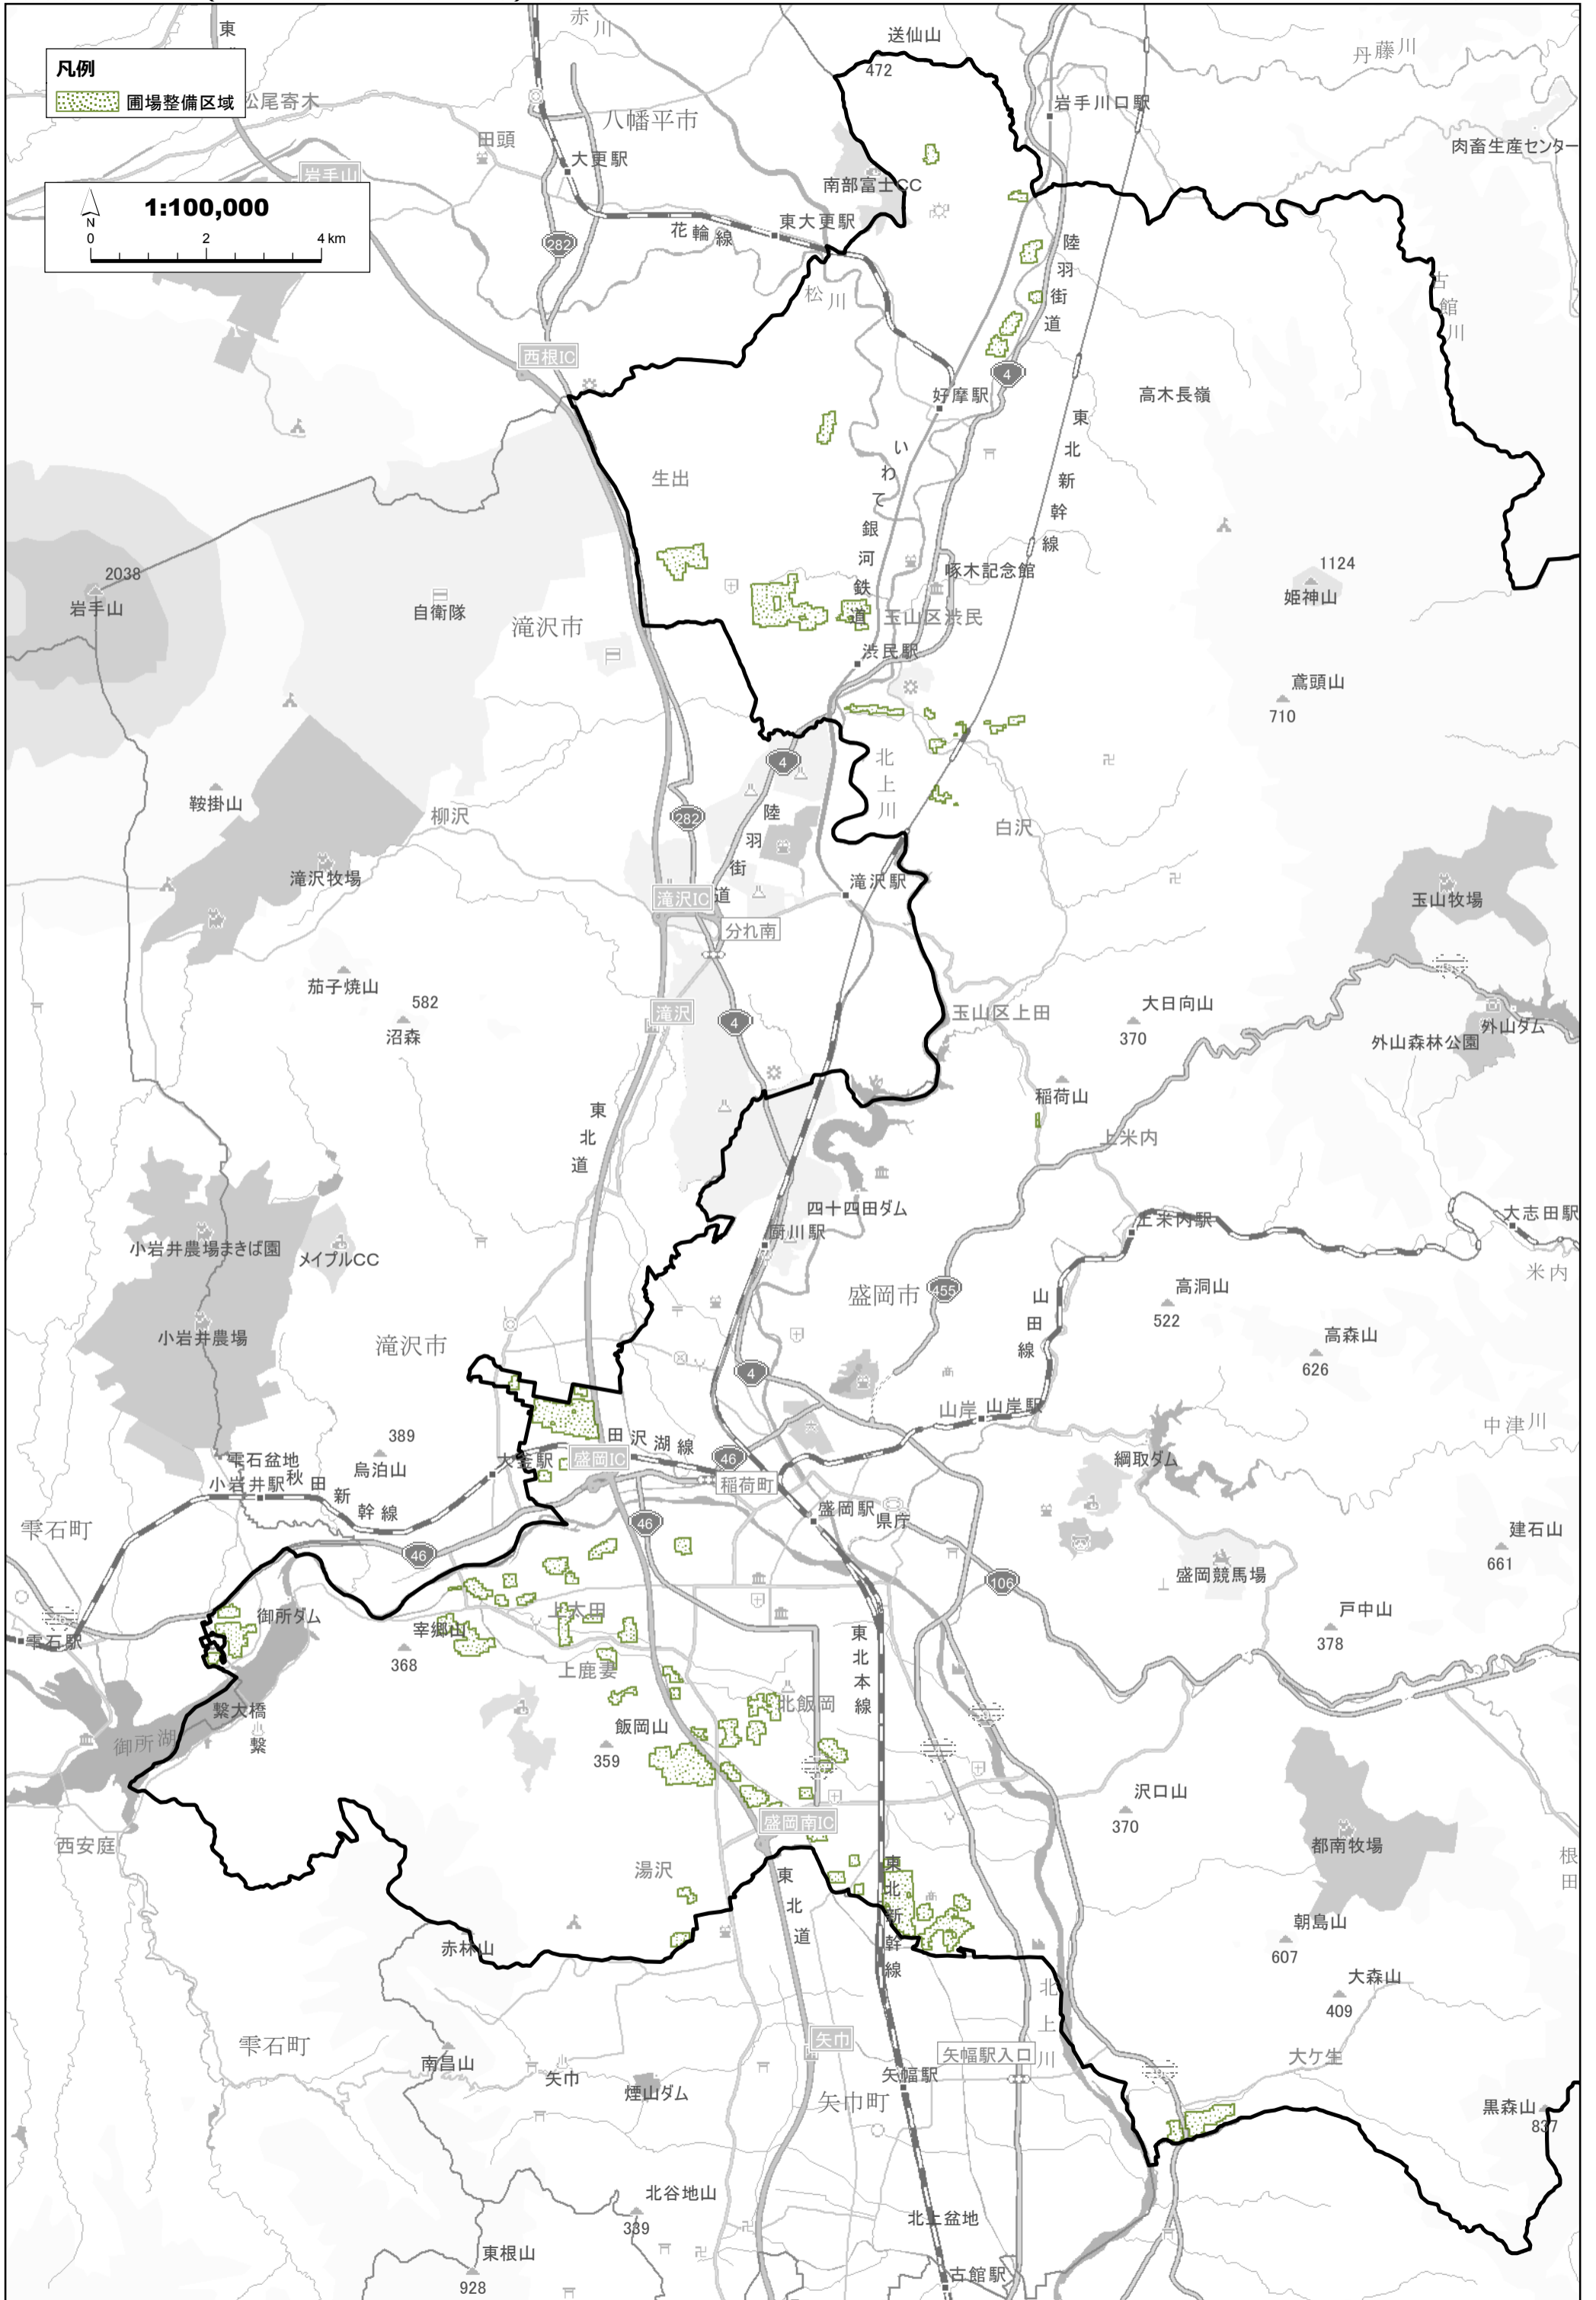 凡例
圃場整備区域
1:100,000
N
0 2 4 km
東
赤川
送仙山
472
丹藤川
松尾寄木
八幡平市
岩手川口駅
田頭
大更駅
岩手山
肉畜生産センター
南部富士CC
東大更駅
花輪線
282
陸羽街道
松川
古館川
西根IC
4
好摩駅
高木長嶺
東北新幹線
いわて銀河鉄道
生出
2038
岩手山
自衛隊
滝沢市
啄木記念館
1124
姫神山
玉山区渋民
渋民駅
鳶頭山
710
北上川
4
鞍掛山
柳沢
282
陸羽街道
白沢
滝沢牧場
滝沢IC
滝沢駅
玉山牧場
分れ南
茄子焼山
582
沼森
滝沢
4
玉山区上田
大日向山
370
外山ダム
外山森林公園
稲荷山
東北道
上米内
四十四田ダム
上米内駅
大志田駅
小岩井農場まきば園
メイプルCC
厨川駅
米内
盛岡市
455
高洞山
522
山田線
小岩井農場
滝沢市
高森山
626
4
山岸
山岸駅
中津川
389
烏泊山
田沢湖線
雫石盆地
小岩井駅
秋田新幹線
大釜駅
盛岡IC
46
稲荷町
綱取ダム
盛岡駅
県庁
雫石町
46
46
建石山
661
106
盛岡競馬場
御所ダム
上太田
戸中山
378
雫石駅
宰郷山
368
東北本線
上鹿妻
繋大橋
繋
北飯岡
飯岡山
359
御所湖
沢口山
370
盛岡南IC
西安庭
都南牧場
湯沢
根田
東北道
東北新幹線
朝島山
607
赤林山
大森山
409
北上川
雫石町
矢巾
矢幅駅入口
大ケ生
南昌山
矢巾
煙山ダム
矢幅駅
矢巾町
黒森山
837
北谷地山
339
北上盆地
東根山
928
古館駅